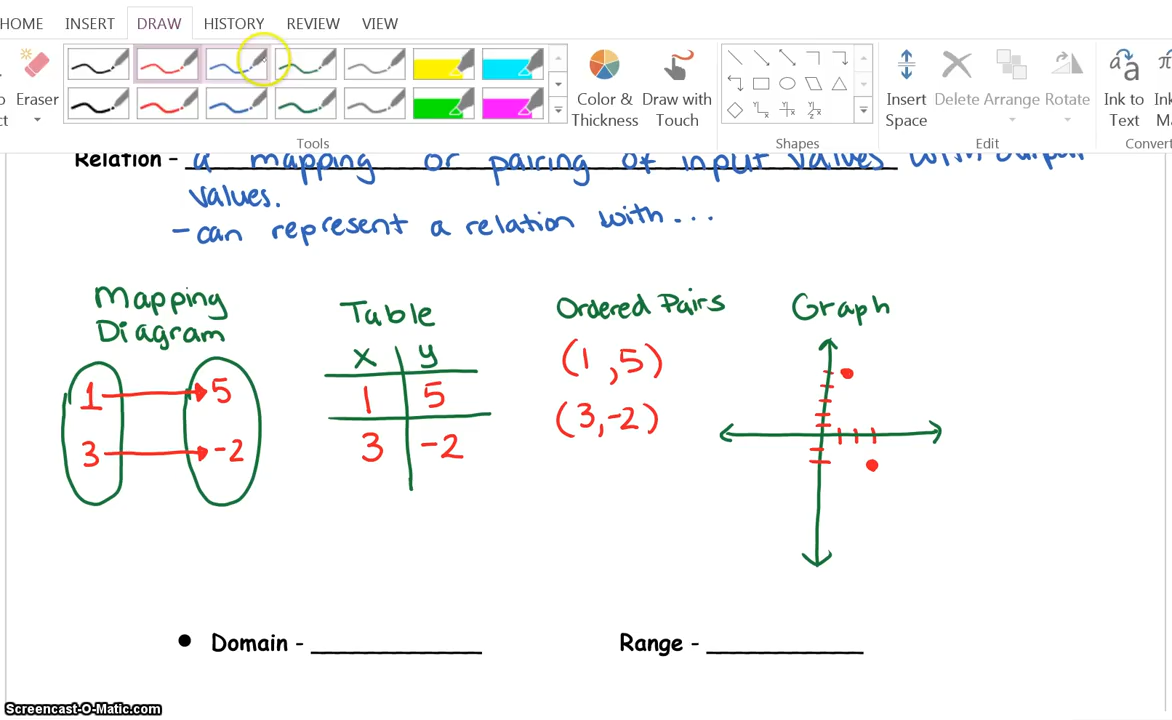 HOME INSERT DRAW HISTORY REVIEW VIEW
Eraser
Color & Thickness
Draw with Touch
Insert Space
Delete Arrange Rotate
Ink to Text
Tools Shapes Edit
Relation - a mapping or pairing of input values with output
values.
- can represent a relation with...
Mapping Diagram
1 5
3 -2
Table
x y
1 5
3 -2
Ordered Pairs
(1,5)
(3,-2)
Graph
• Domain - Range -
Screencast-O-Matic.com